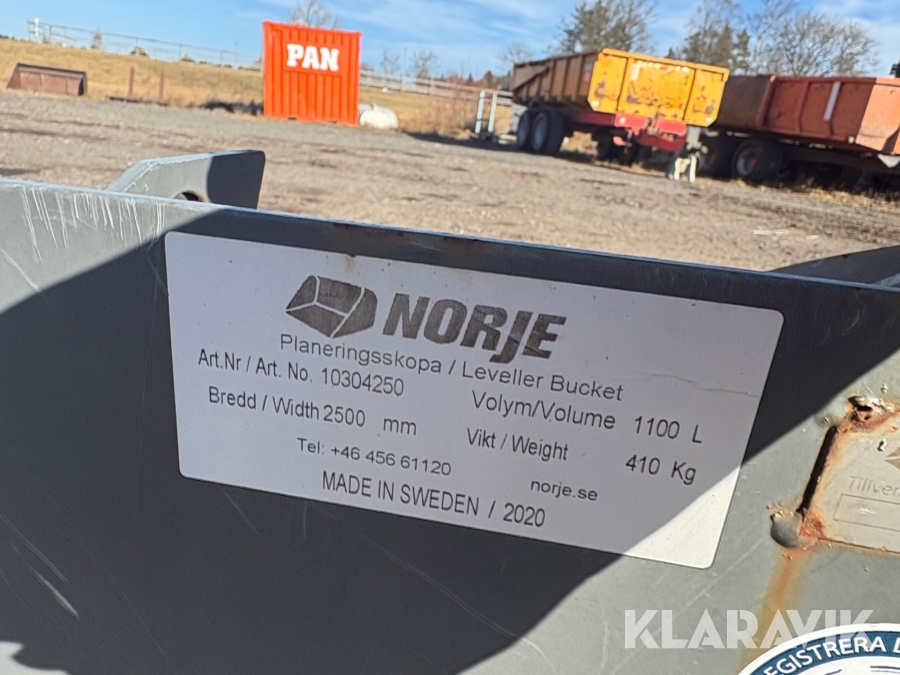 PAN
NORJE
Planeringsskopa / Leveller Bucket
Art.Nr / Art. No. 10304250
Volym/Volume 1100 L
Bredd / Width 2500 mm
Vikt / Weight 410 Kg
Tel: +46 456 61120
norje.se
MADE IN SWEDEN / 2020
KLARAVIK